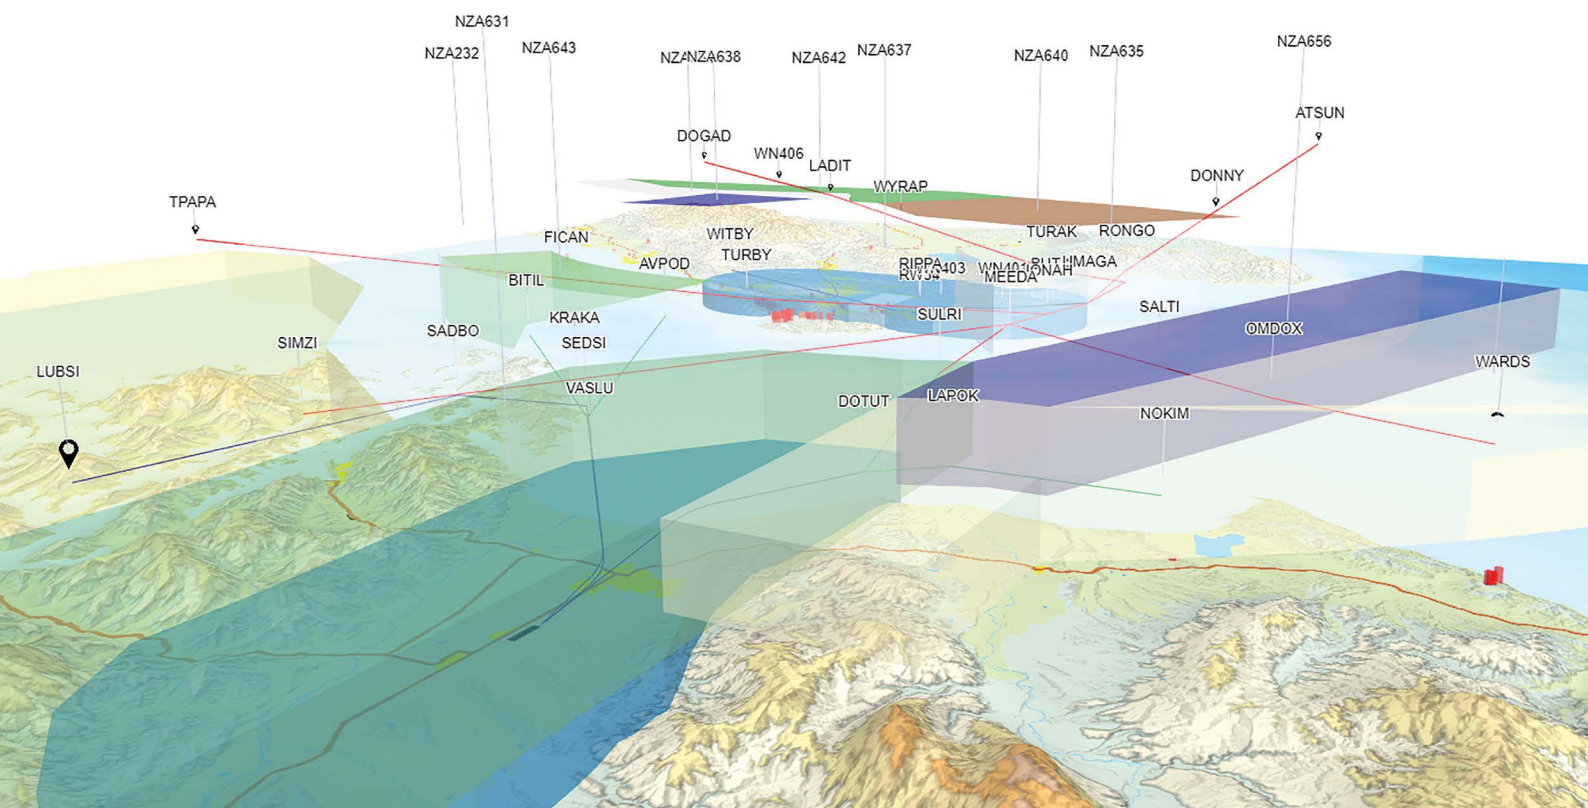 NZA631
NZA232
NZA643
NZA638
NZA642
NZA637
NZA640
NZA635
NZA656
ATSUN
DOGAD
WN406
LADIT
WYRAP
DONNY
TPAPA
FICAN
WITBY
TURBY
AVPOD
TURAK
RONGO
BITIL
RIPPA
MEEDA
SALTI
SULRI
KRAKA
SADBO
SEDSI
SIMZI
OMDOX
LUBSI
WARDS
VASLU
DOTUT
LAPOK
NOKIM